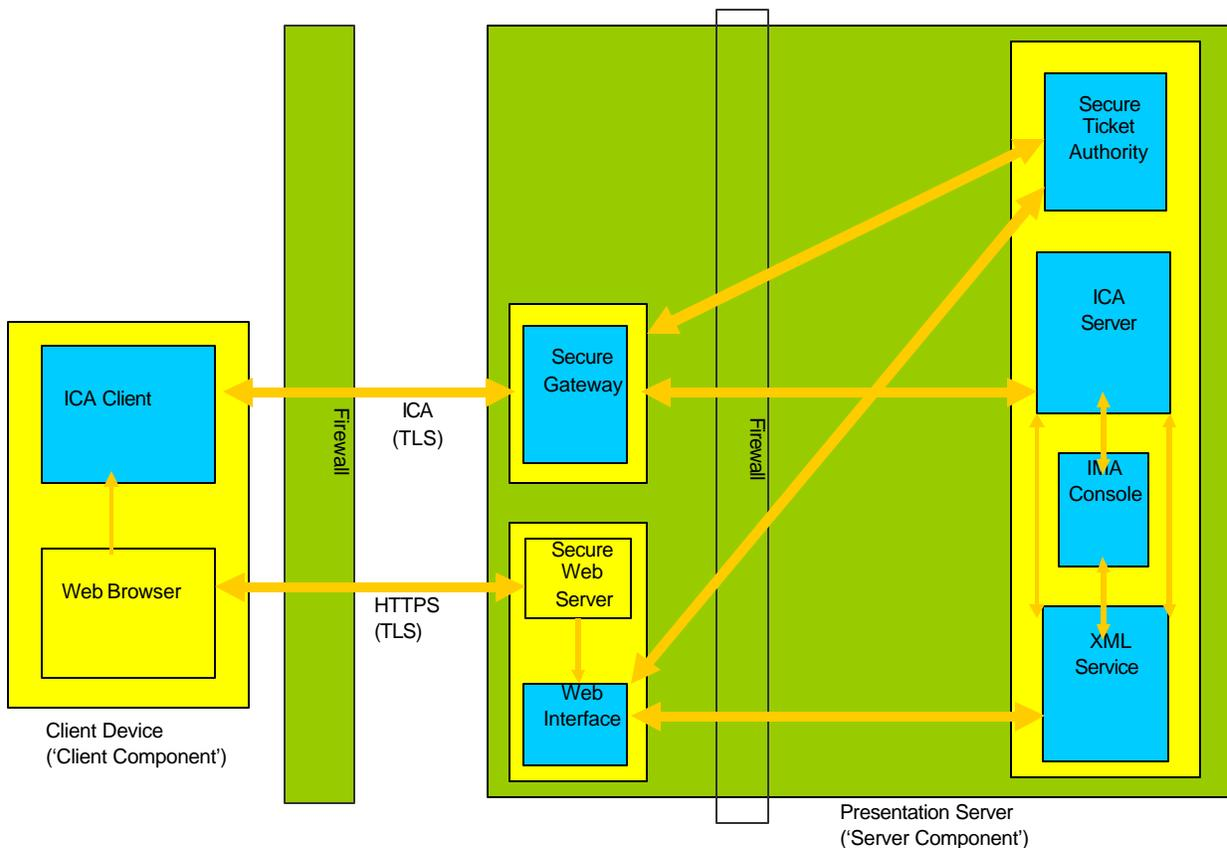 Secure
Ticket
Authority
ICA
Server
Secure
Gateway
ICA Client
ICA
(TLS)
Firewall
Firewall
IMA
Console
Secure
Web
Server
Web Browser
HTTPS
(TLS)
XML
Service
Web
Interface
Client Device
(‘Client Component’)
Presentation Server
(‘Server Component’)